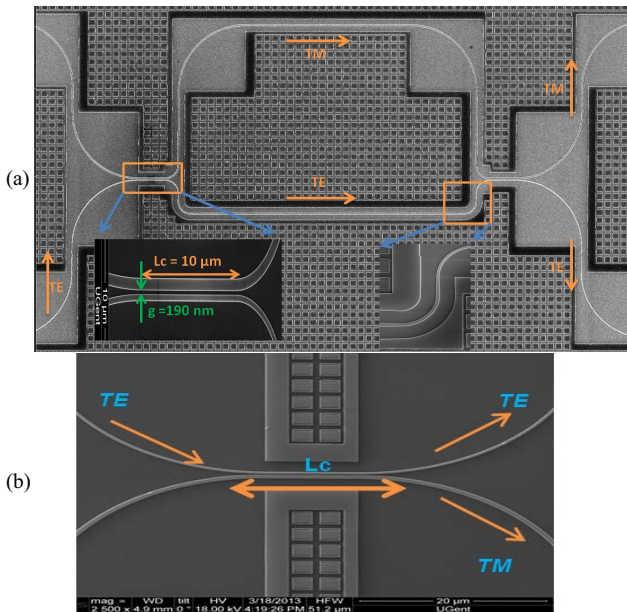 (a)
TM
TM
TE
TE
TE
Lc = 10 µm
g =190 nm
10 µm
UGent
(b)
TE
TE
Lc
TM
mag = WD tilt HV 3/18/2013 HFW
2 500 x 4.9 mm 0 ° 18.00 kV 4:19:26 PM 51.2 µm
20 µm
UGent